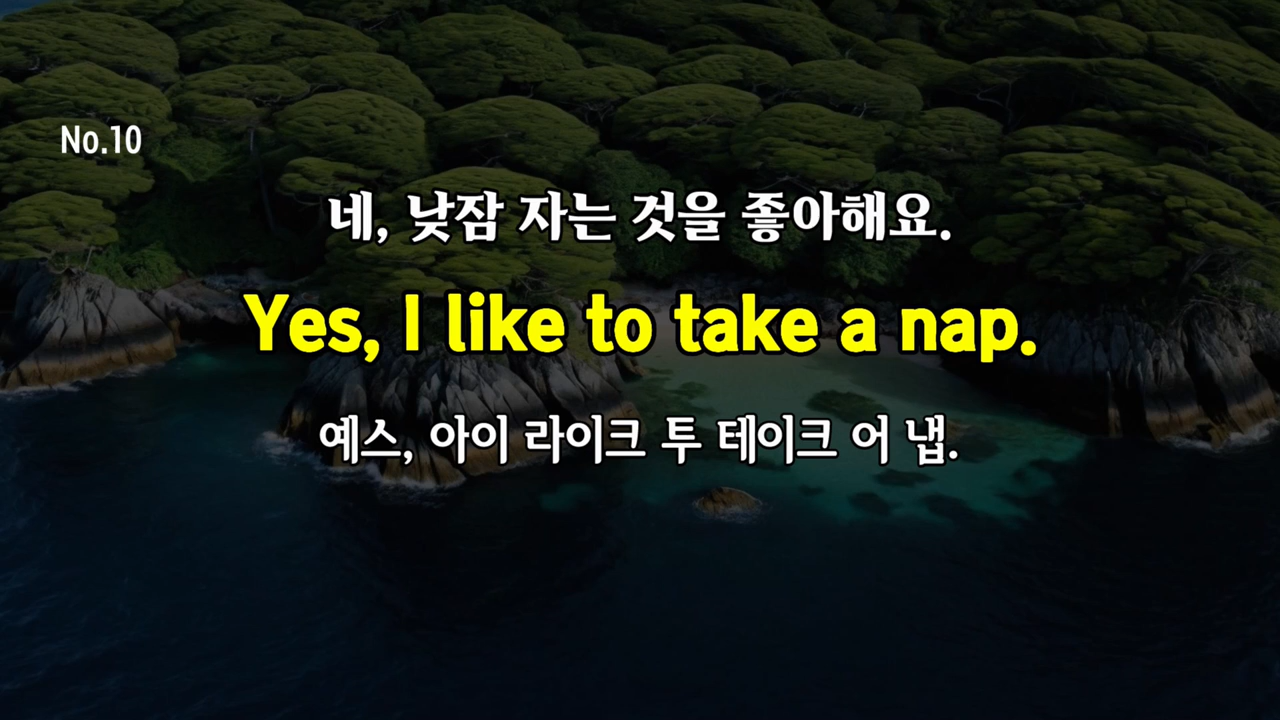 No.10
네, 낮잠 자는 것을 좋아해요.
Yes, I like to take a nap.
예스, 아이 라이크 투 테이크 어 냅.